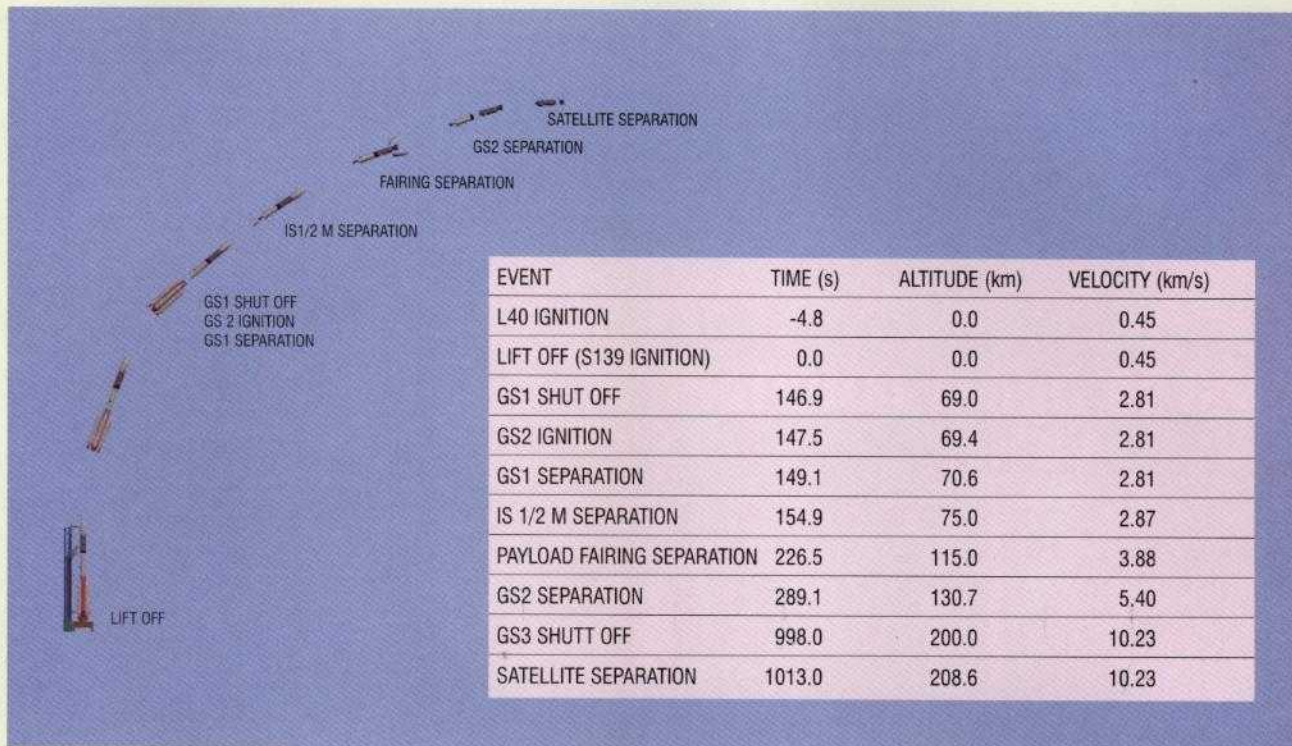 SATELLITE SEPARATION
GS2 SEPARATION
FAIRING SEPARATION
IS1/2 M SEPARATION
GS1 SHUT OFF
GS 2 IGNITION
GS1 SEPARATION
LIFT OFF
EVENT TIME (s) ALTITUDE (km) VELOCITY (km/s)
L40 IGNITION -4.8 0.0 0.45
LIFT OFF (S139 IGNITION) 0.0 0.0 0.45
GS1 SHUT OFF 146.9 69.0 2.81
GS2 IGNITION 147.5 69.4 2.81
GS1 SEPARATION 149.1 70.6 2.81
IS 1/2 M SEPARATION 154.9 75.0 2.87
PAYLOAD FAIRING SEPARATION 226.5 115.0 3.88
GS2 SEPARATION 289.1 130.7 5.40
GS3 SHUTT OFF 998.0 200.0 10.23
SATELLITE SEPARATION 1013.0 208.6 10.23